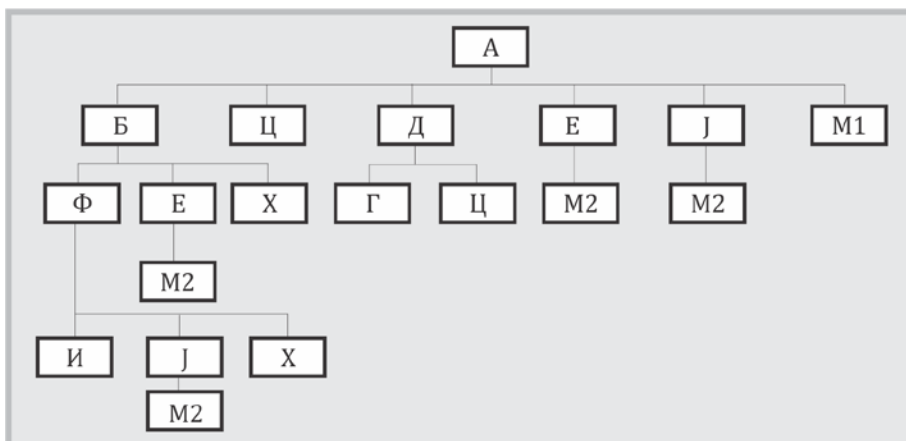 А
Б Ц Д Е Ј М1
Ф Е Х Г Ц М2 М2
М2
И Ј Х
М2